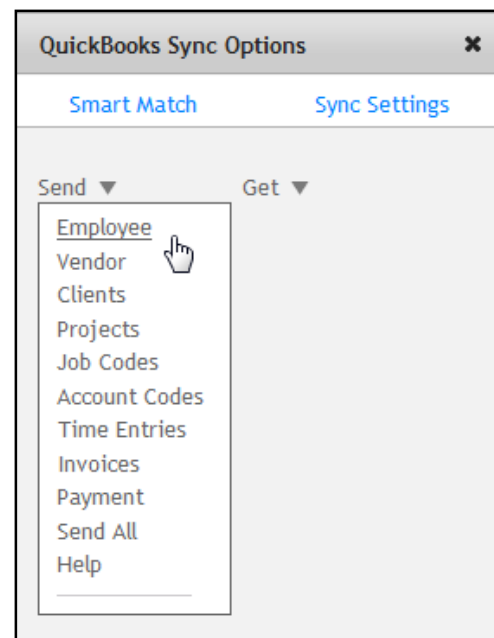 QuickBooks Sync Options
Smart Match Sync Settings
Send Get
Employee
Vendor
Clients
Projects
Job Codes
Account Codes
Time Entries
Invoices
Payment
Send All
Help